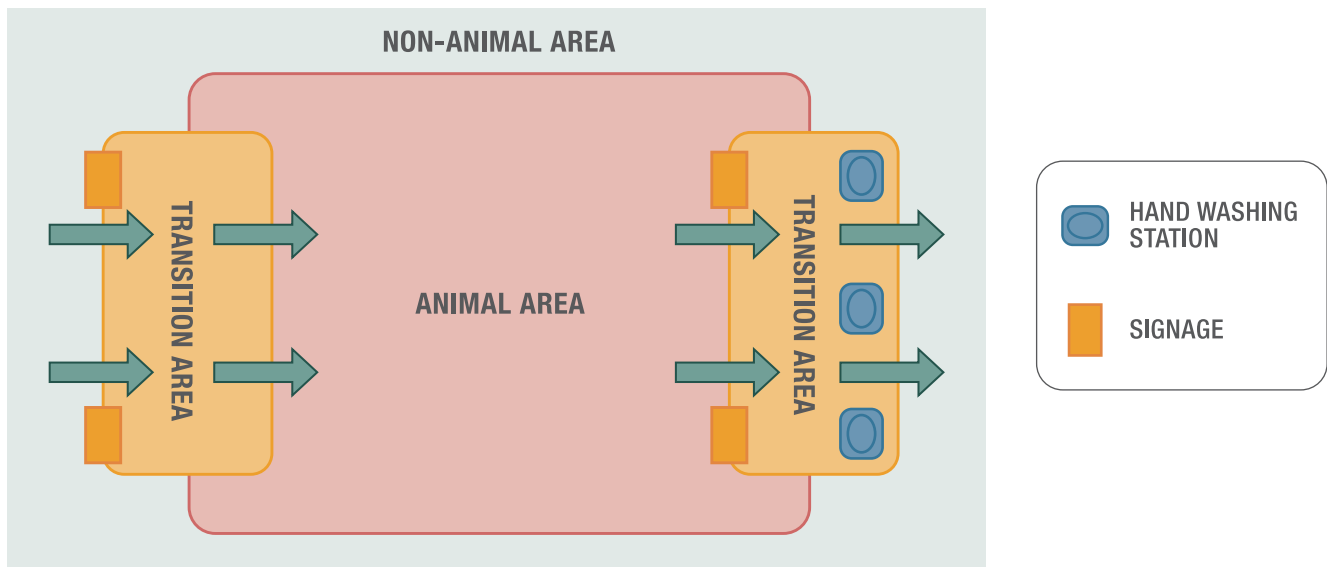 NON-ANIMAL AREA
TRANSITION AREA
ANIMAL AREA
TRANSITION AREA
HAND WASHING
STATION
SIGNAGE